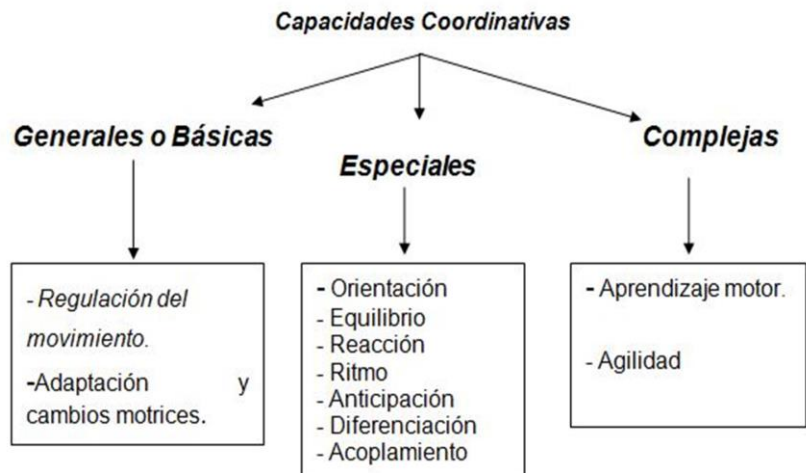 Capacidades Coordinativas
Generales o Básicas
Especiales
Complejas
- Regulación del
movimiento.
-Adaptación y
cambios motrices.
- Orientación
- Equilibrio
- Reacción
- Ritmo
- Anticipación
- Diferenciación
- Acoplamiento
- Aprendizaje motor.
- Agilidad